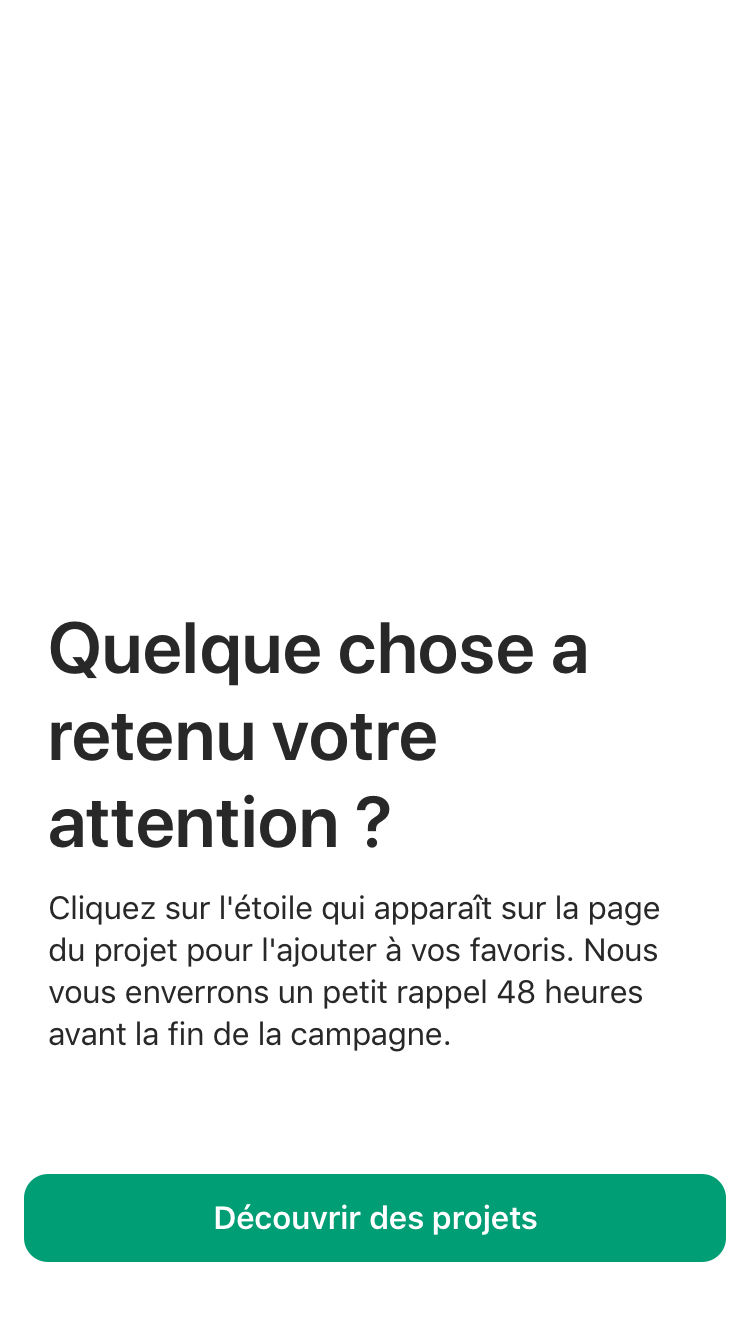 Quelque chose a
retenu votre
attention ?
Cliquez sur l'étoile qui apparaît sur la page
du projet pour l'ajouter à vos favoris. Nous
vous enverrons un petit rappel 48 heures
avant la fin de la campagne.
Découvrir des projets